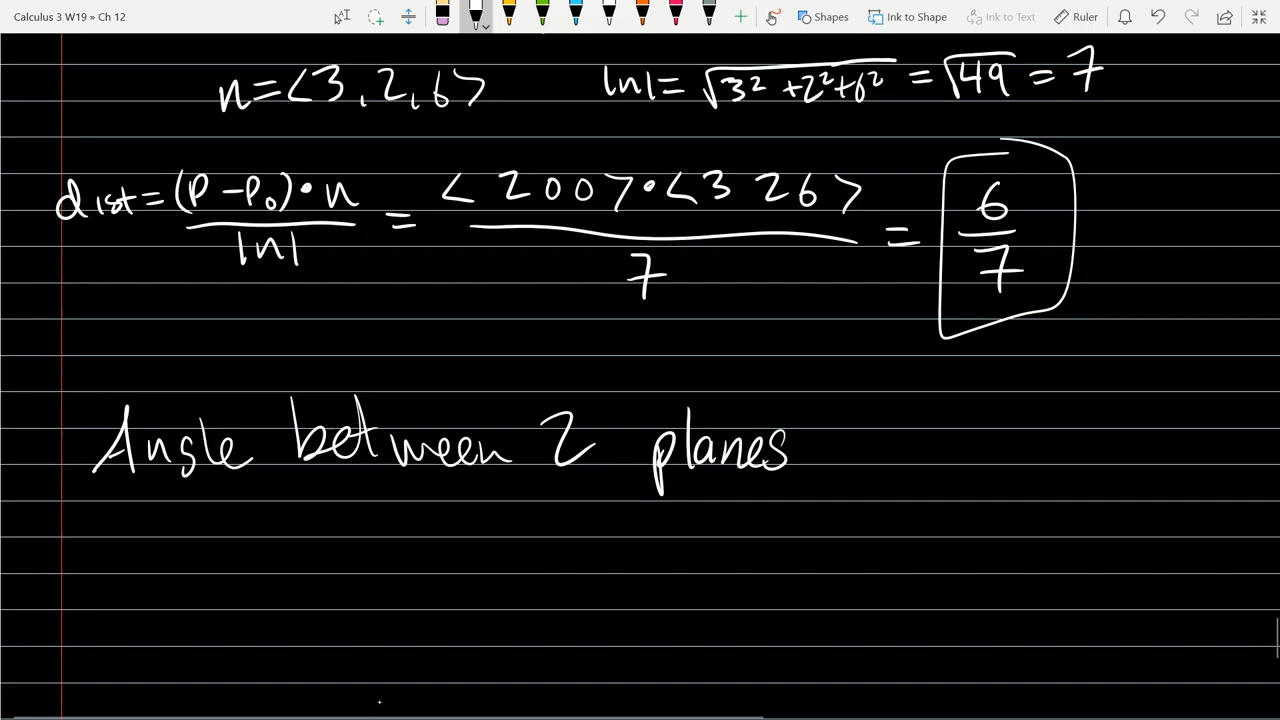 Calculus 3 W19 » Ch 12
Shapes Ink to Shape Ink to Text Ruler
n=<3,2,6> |n|= √3²+2²+6² = √49 = 7
dist = (P-P₀)•n / |n| = <2 0 0>•<3 2 6> / 7 = 6/7
Angle between 2 planes